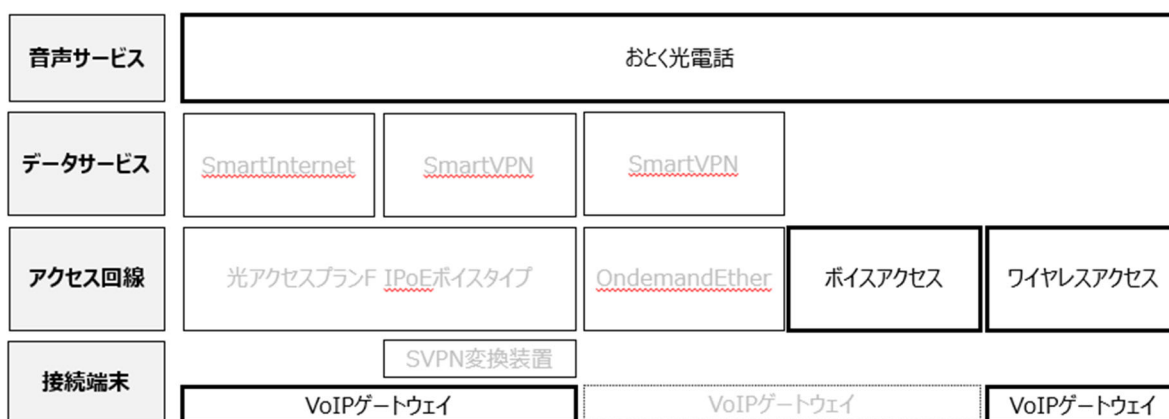 音声サービス
おとく光電話
データサービス
SmartInternet
SmartVPN
SmartVPN
アクセス回線
光アクセスプランF IPoEボイスタイプ
OndemandEther
ボイスアクセス
ワイヤレスアクセス
接続端末
SVPN変換装置
VoIPゲートウェイ
VoIPゲートウェイ
VoIPゲートウェイ